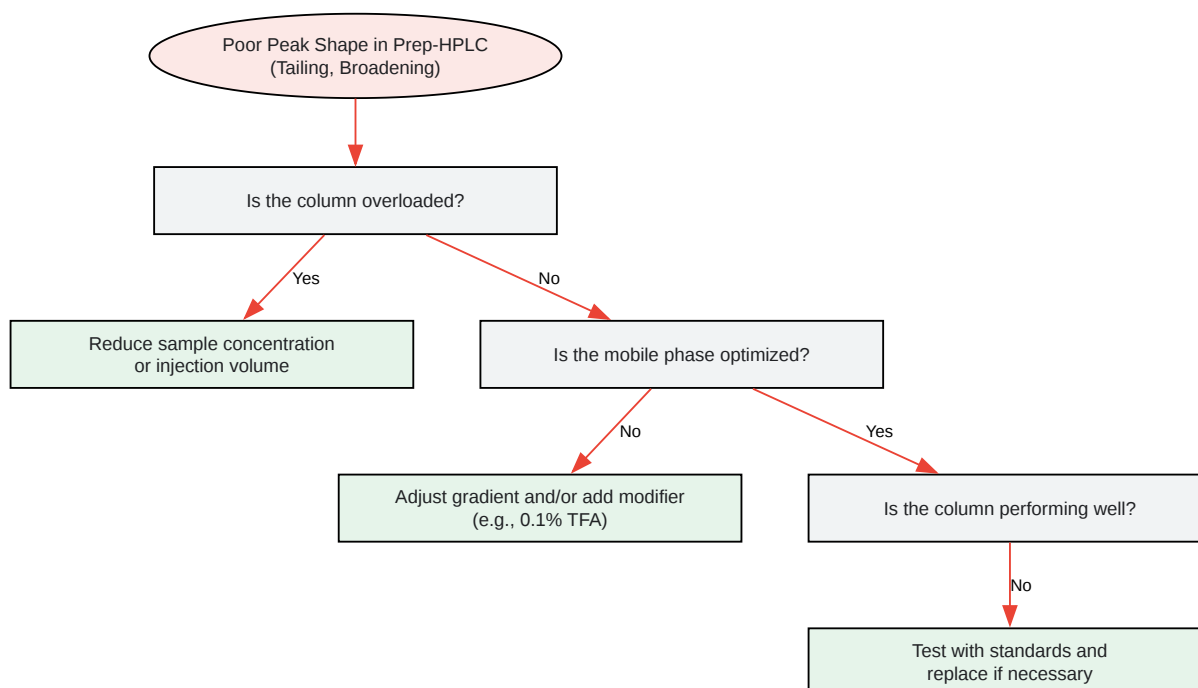 Poor Peak Shape in Prep-HPLC
(Tailing, Broadening)
Is the column overloaded?
Yes
No
Reduce sample concentration
or injection volume
Is the mobile phase optimized?
No
Yes
Adjust gradient and/or add modifier
(e.g., 0.1% TFA)
Is the column performing well?
No
Test with standards and
replace if necessary